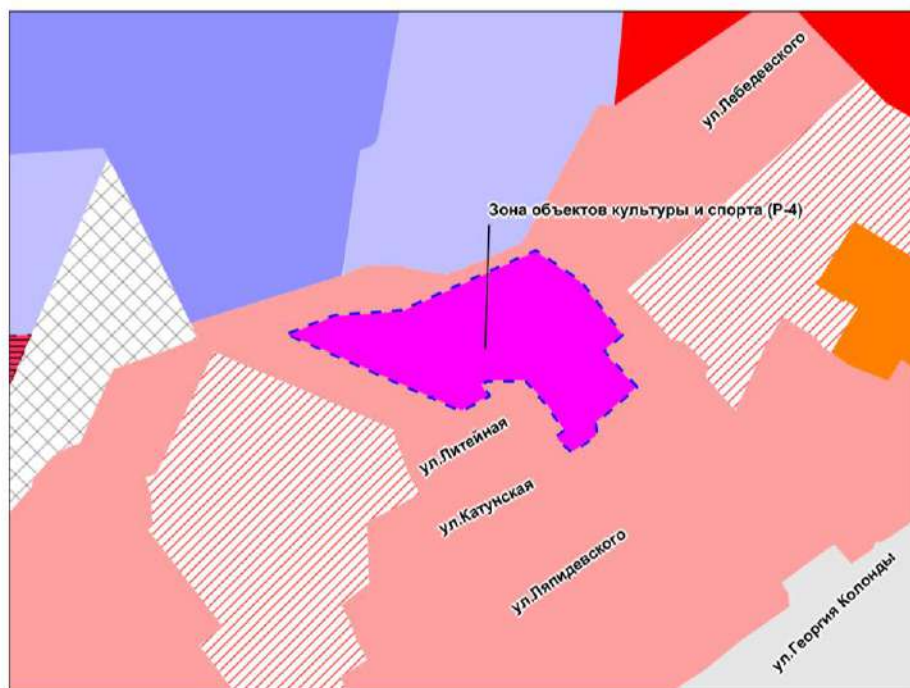 ул.Лебедевского
Зона объектов культуры и спорта (Р-4)
ул.Литейная
ул.Катунская
ул.Ляпидевского
ул.Георгия Колонды